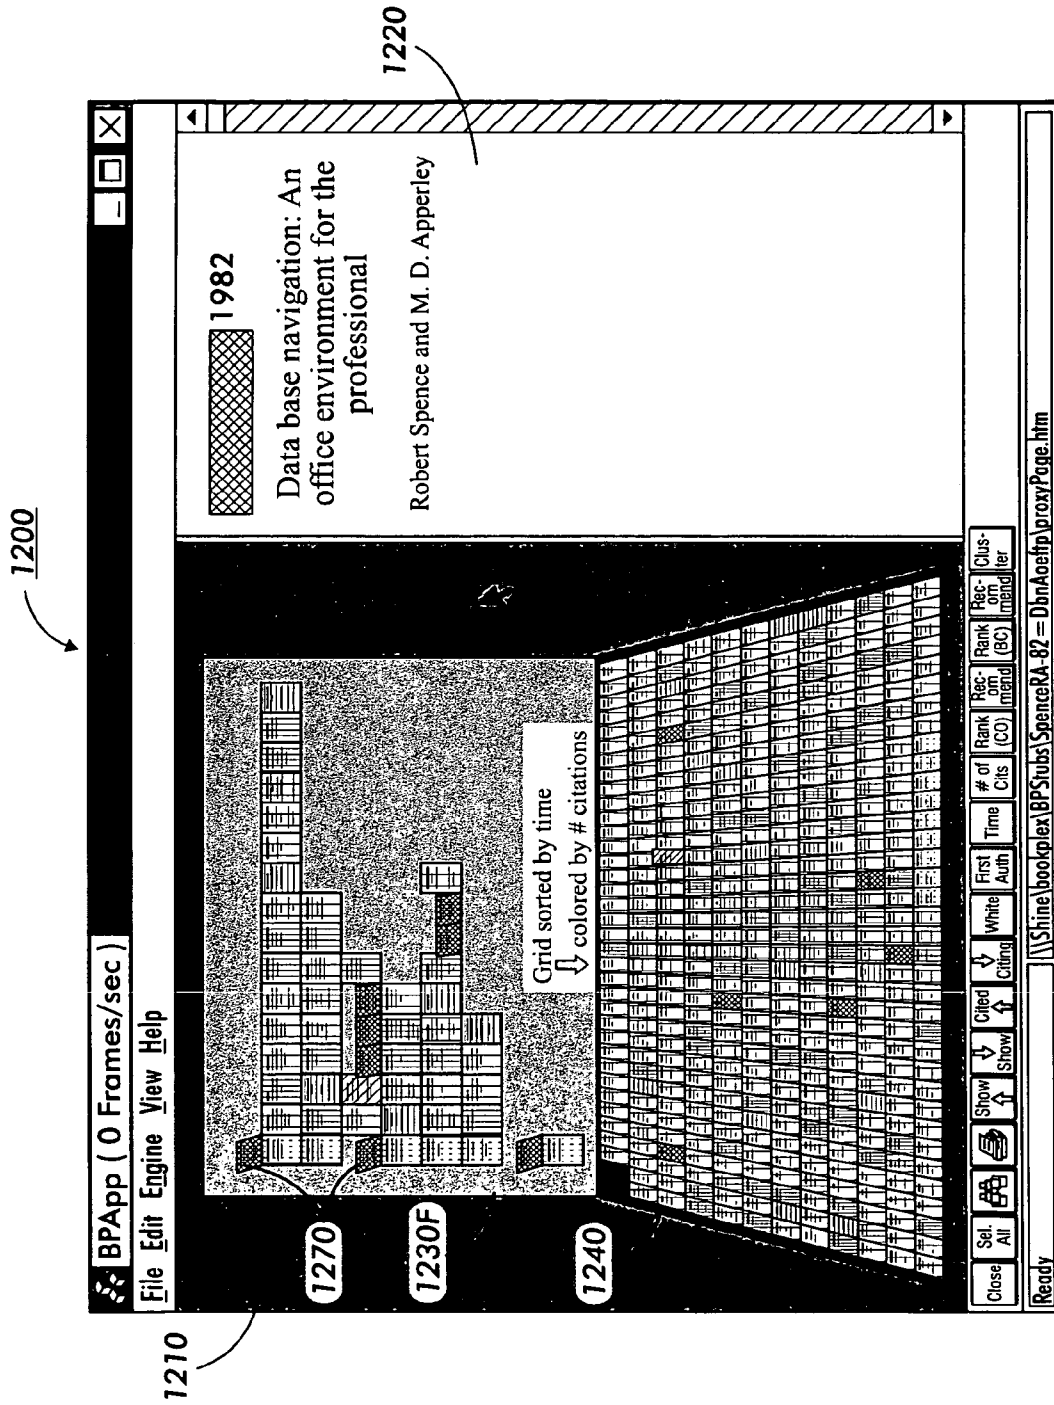 1200
BPApp ( 0 Frames/sec )
File Edit Engine View Help
1210
1220
1270
1230F
1240
Grid sorted by time
⇩ colored by # citations
1982
Data base navigation: An
office environment for the
professional
Robert Spence and M. D. Apperley
Close
Sel. All
Show ⇧
Show ⇩
Cited ⇧
Citing ⇩
White
First Auth
Time
# of Cits
Rank (CO)
Rec- om mend
Rank (BC)
Rec- om mend
Clus- ter
Ready
\\Shine\bookplex\BPStubs\SpenceRA-82=DbnAoeftp\proxyPage.htm